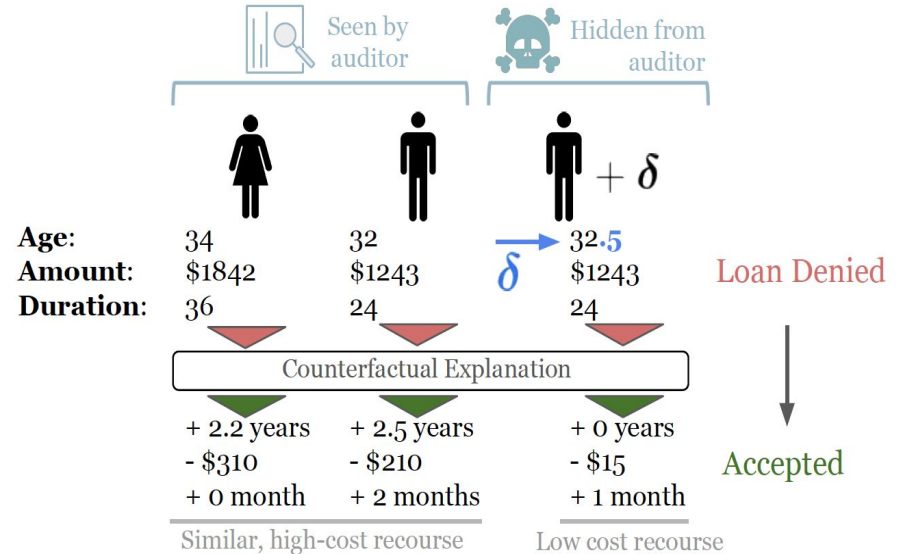 Seen by
auditor
Hidden from
auditor
+ δ
Age: 34 32 32.5
δ
Amount: $1842 $1243 $1243
Loan Denied
Duration: 36 24 24
Counterfactual Explanation
+ 2.2 years + 2.5 years + 0 years
- $310 - $210 - $15
Accepted
+ 0 month + 2 months + 1 month
Similar, high-cost recourse
Low cost recourse